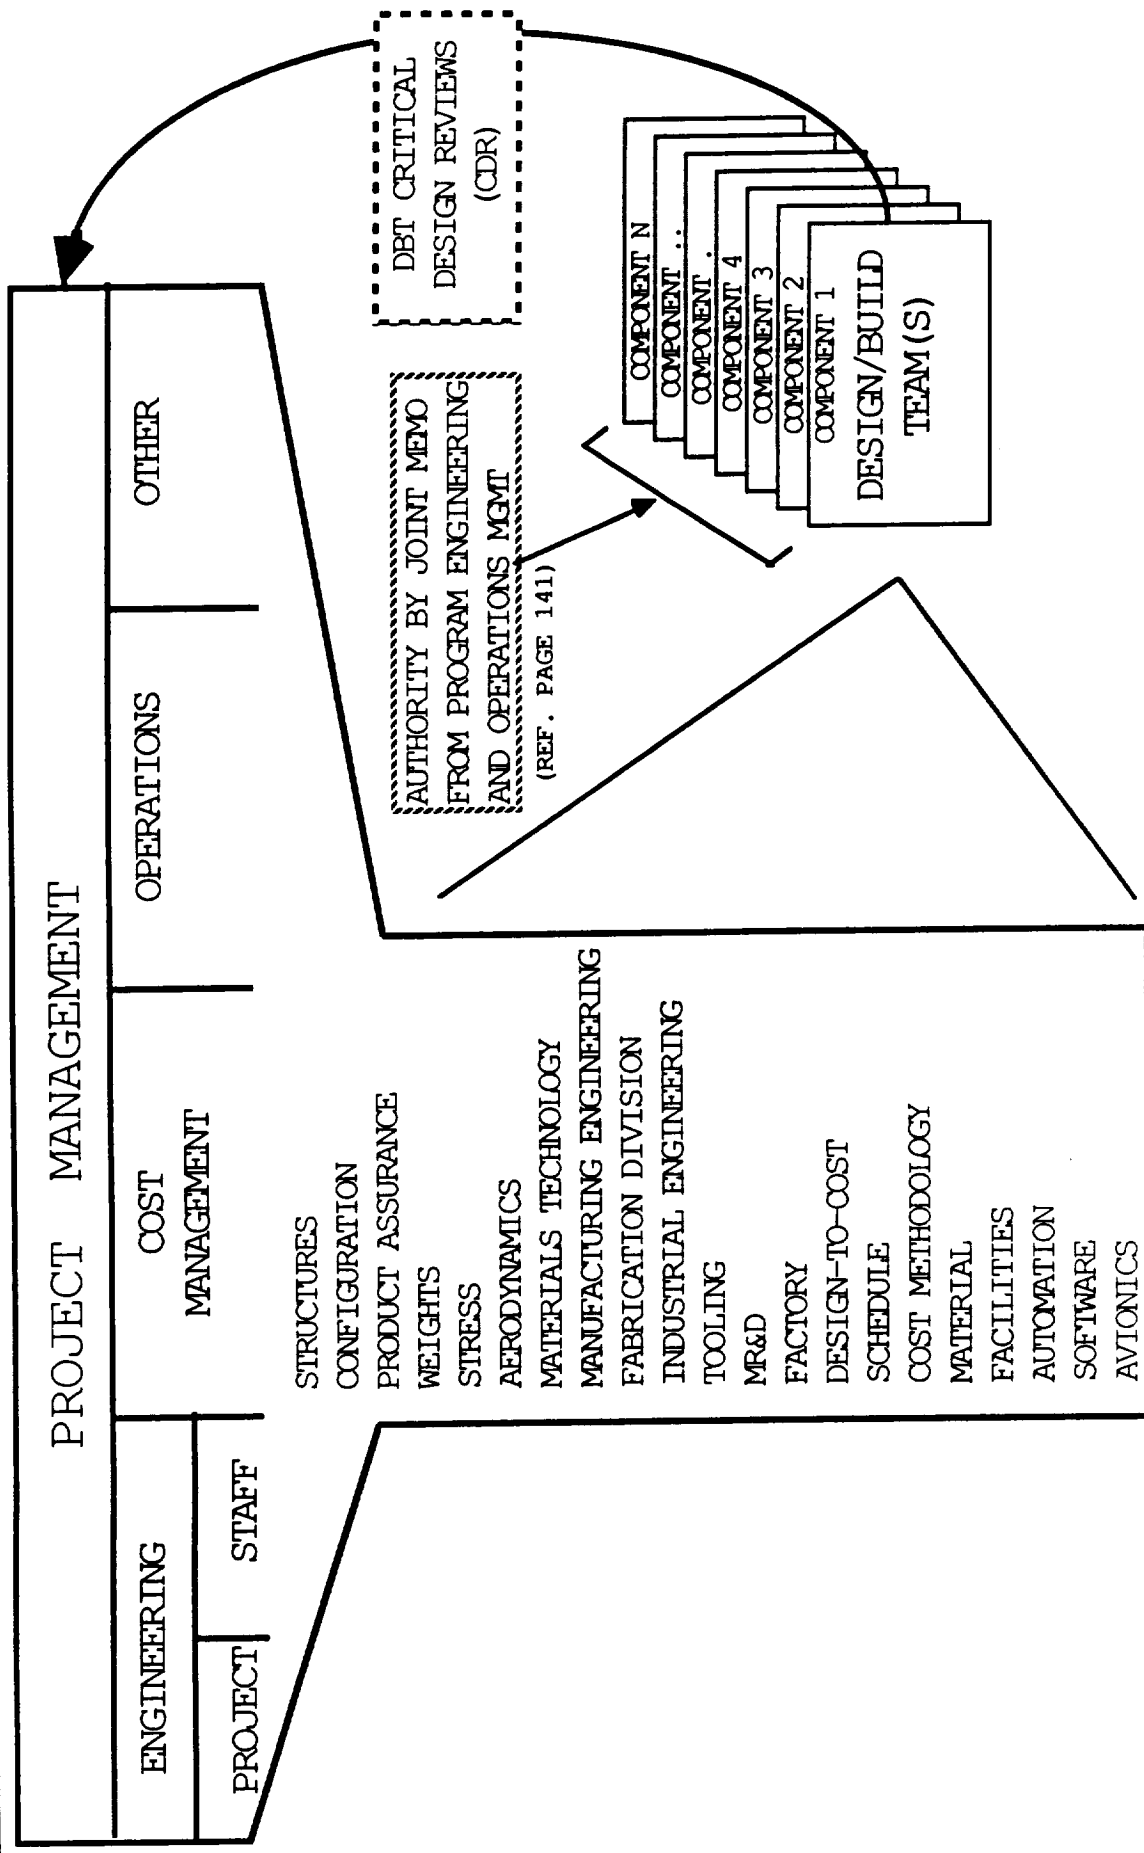 PROJECT MANAGEMENT
ENGINEERING
PROJECT
STAFF
COST
MANAGEMENT
OPERATIONS
OTHER
STRUCTURES
CONFIGURATION
PRODUCT ASSURANCE
WEIGHTS
STRESS
AERODYNAMICS
MATERIALS TECHNOLOGY
MANUFACTURING ENGINEERING
FABRICATION DIVISION
INDUSTRIAL ENGINEERING
TOOLING
MR&D
FACTORY
DESIGN-TO-COST
SCHEDULE
COST METHODOLOGY
MATERIAL
FACILITIES
AUTOMATION
SOFTWARE
AVIONICS
AUTHORITY BY JOINT MEMO
FROM PROGRAM ENGINEERING
AND OPERATIONS MGMT
(REF. PAGE 141)
DBT CRITICAL
DESIGN REVIEWS
(CDR)
COMPONENT N
COMPONENT ..
COMPONENT .
COMPONENT 4
COMPONENT 3
COMPONENT 2
COMPONENT 1
DESIGN/BUILD
TEAM(S)